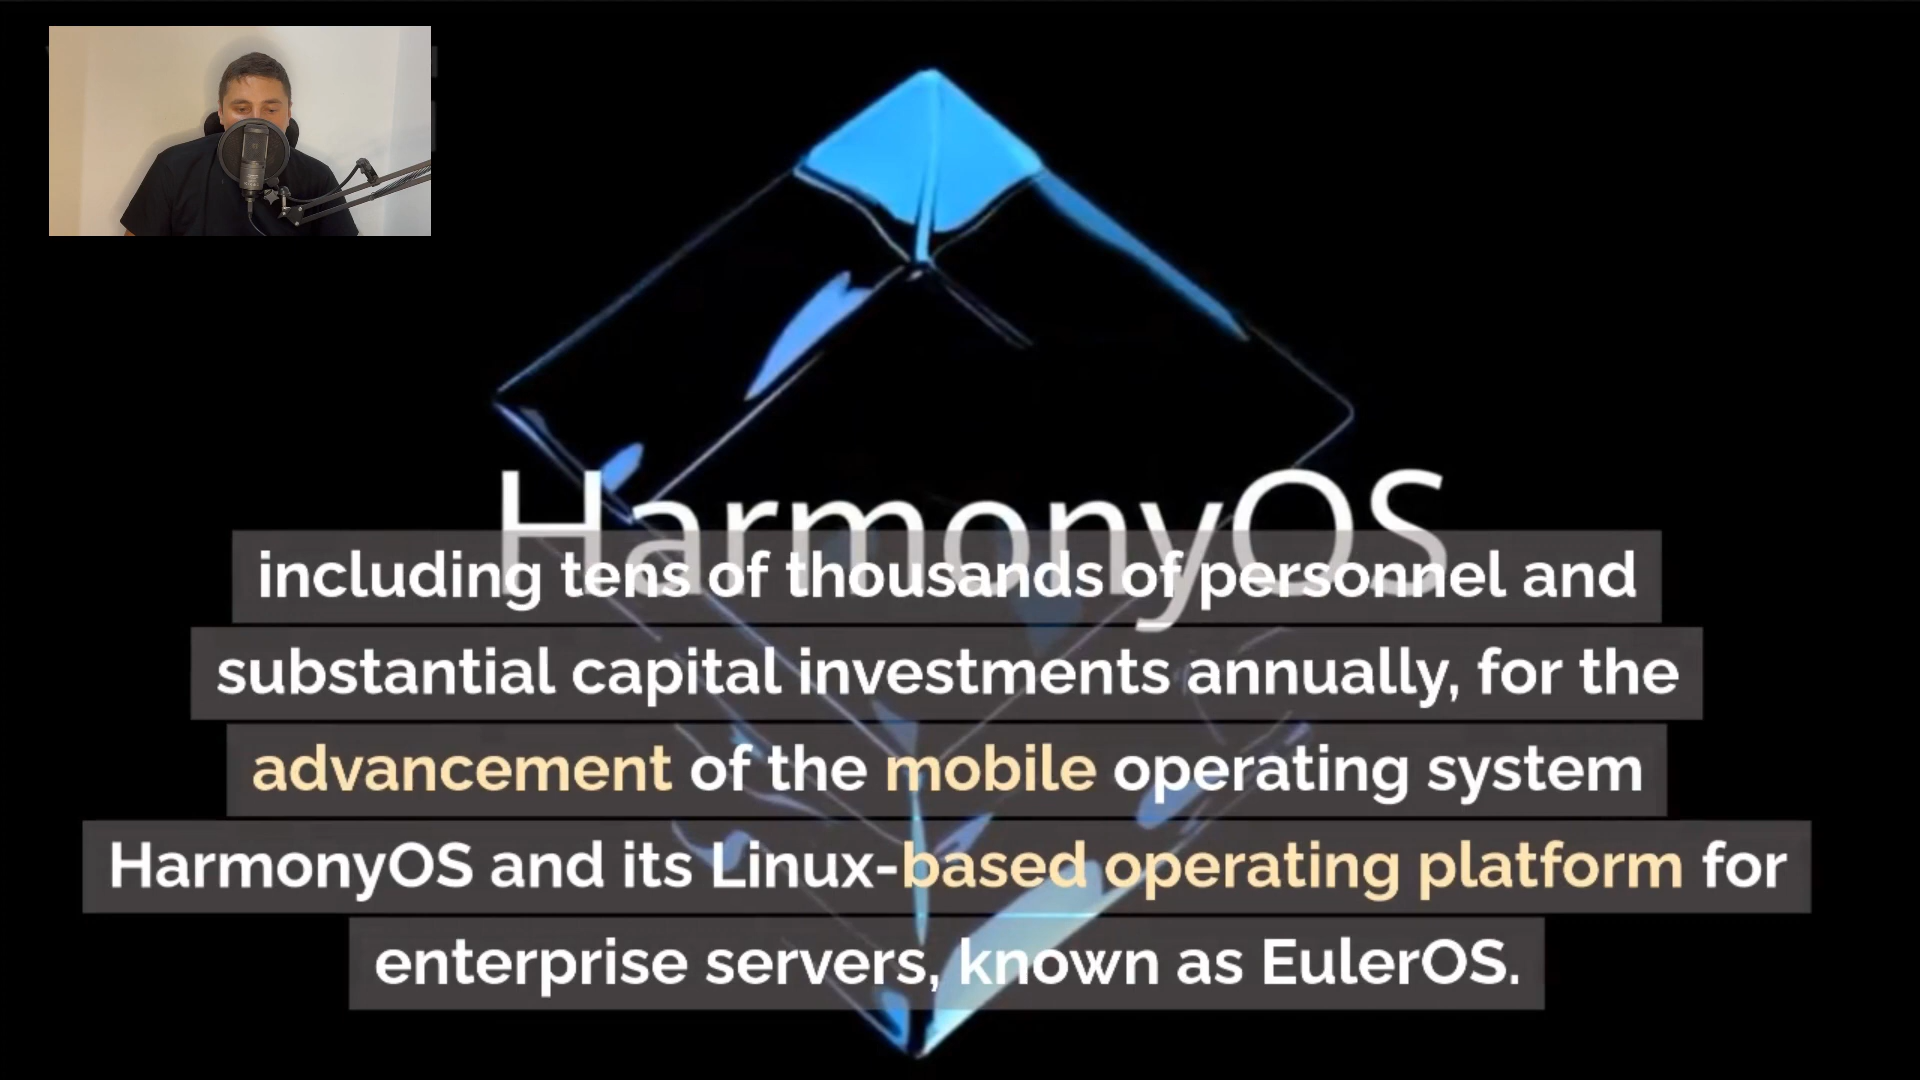 HarmonyOS
including tens of thousands of personnel and
substantial capital investments annually, for the
advancement of the mobile operating system
HarmonyOS and its Linux-based operating platform for
enterprise servers, known as EulerOS.